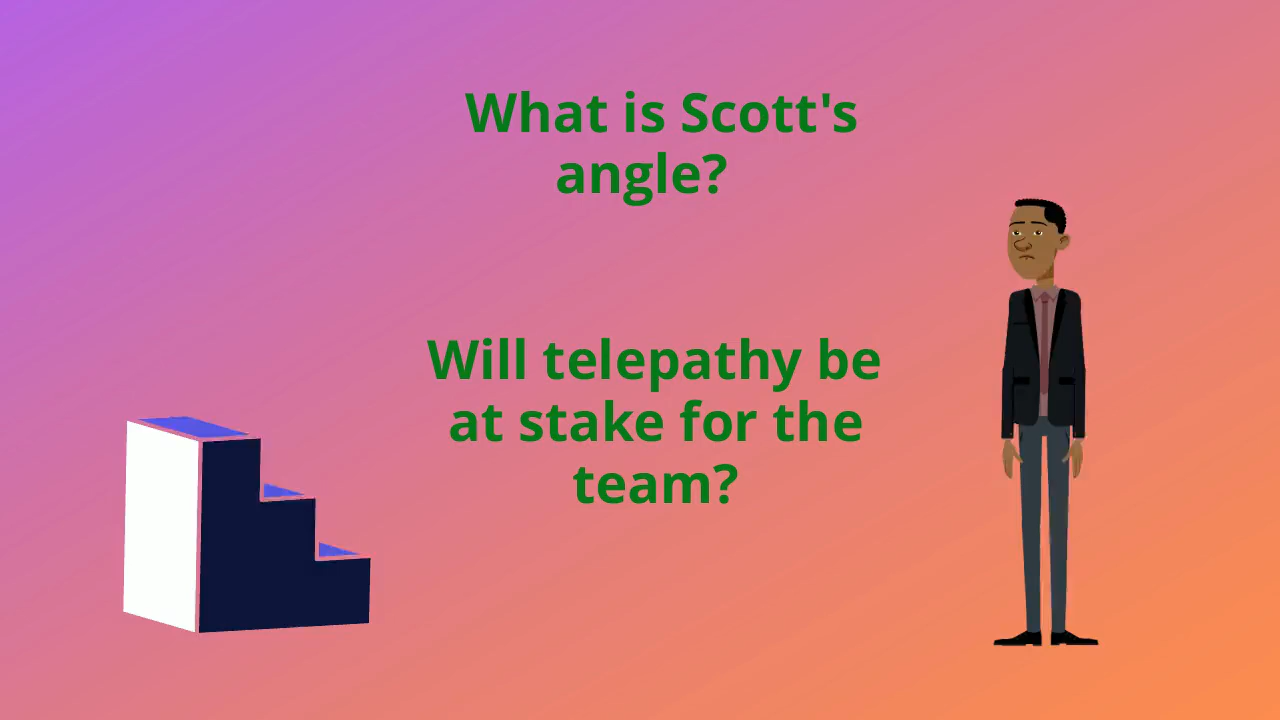 What is Scott's
angle?
Will telepathy be
at stake for the
team?